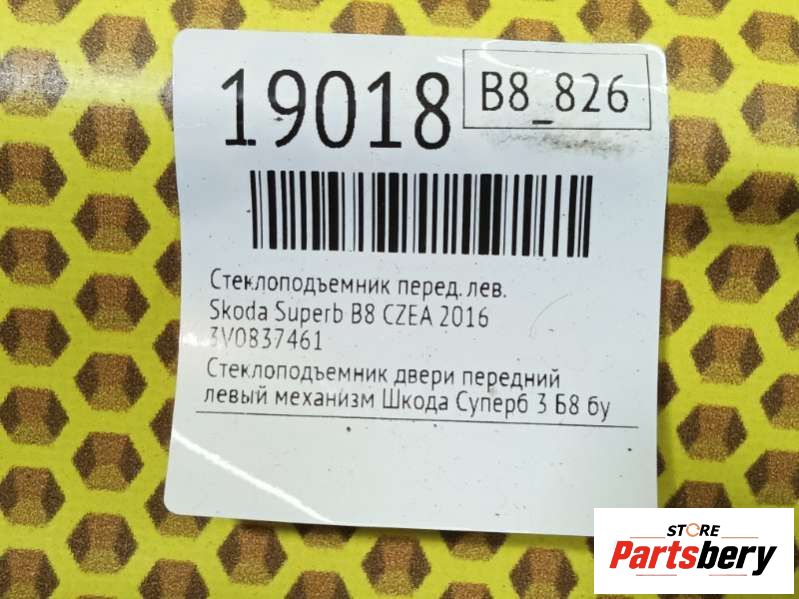 19018
B8_826
Стеклоподъемник перед. лев.
Skoda Superb B8 CZEA 2016
3V0837461
Стеклоподъемник двери передний
левый механизм Шкода Суперб 3 Б8 бу
STORE
Partsbery